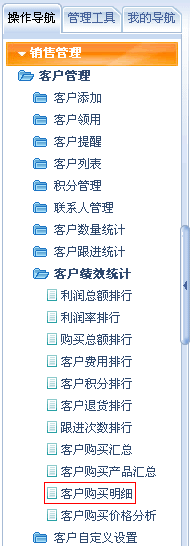 操作导航 管理工具 我的导航
销售管理
客户管理
客户添加
客户领用
客户提醒
客户列表
积分管理
联系人管理
客户数量统计
客户跟进统计
客户绩效统计
利润总额排行
利润率排行
购买总额排行
客户费用排行
客户积分排行
客户退货排行
跟进次数排行
客户购买汇总
客户购买产品汇总
客户购买明细
客户购买价格分析
客户自定义设置